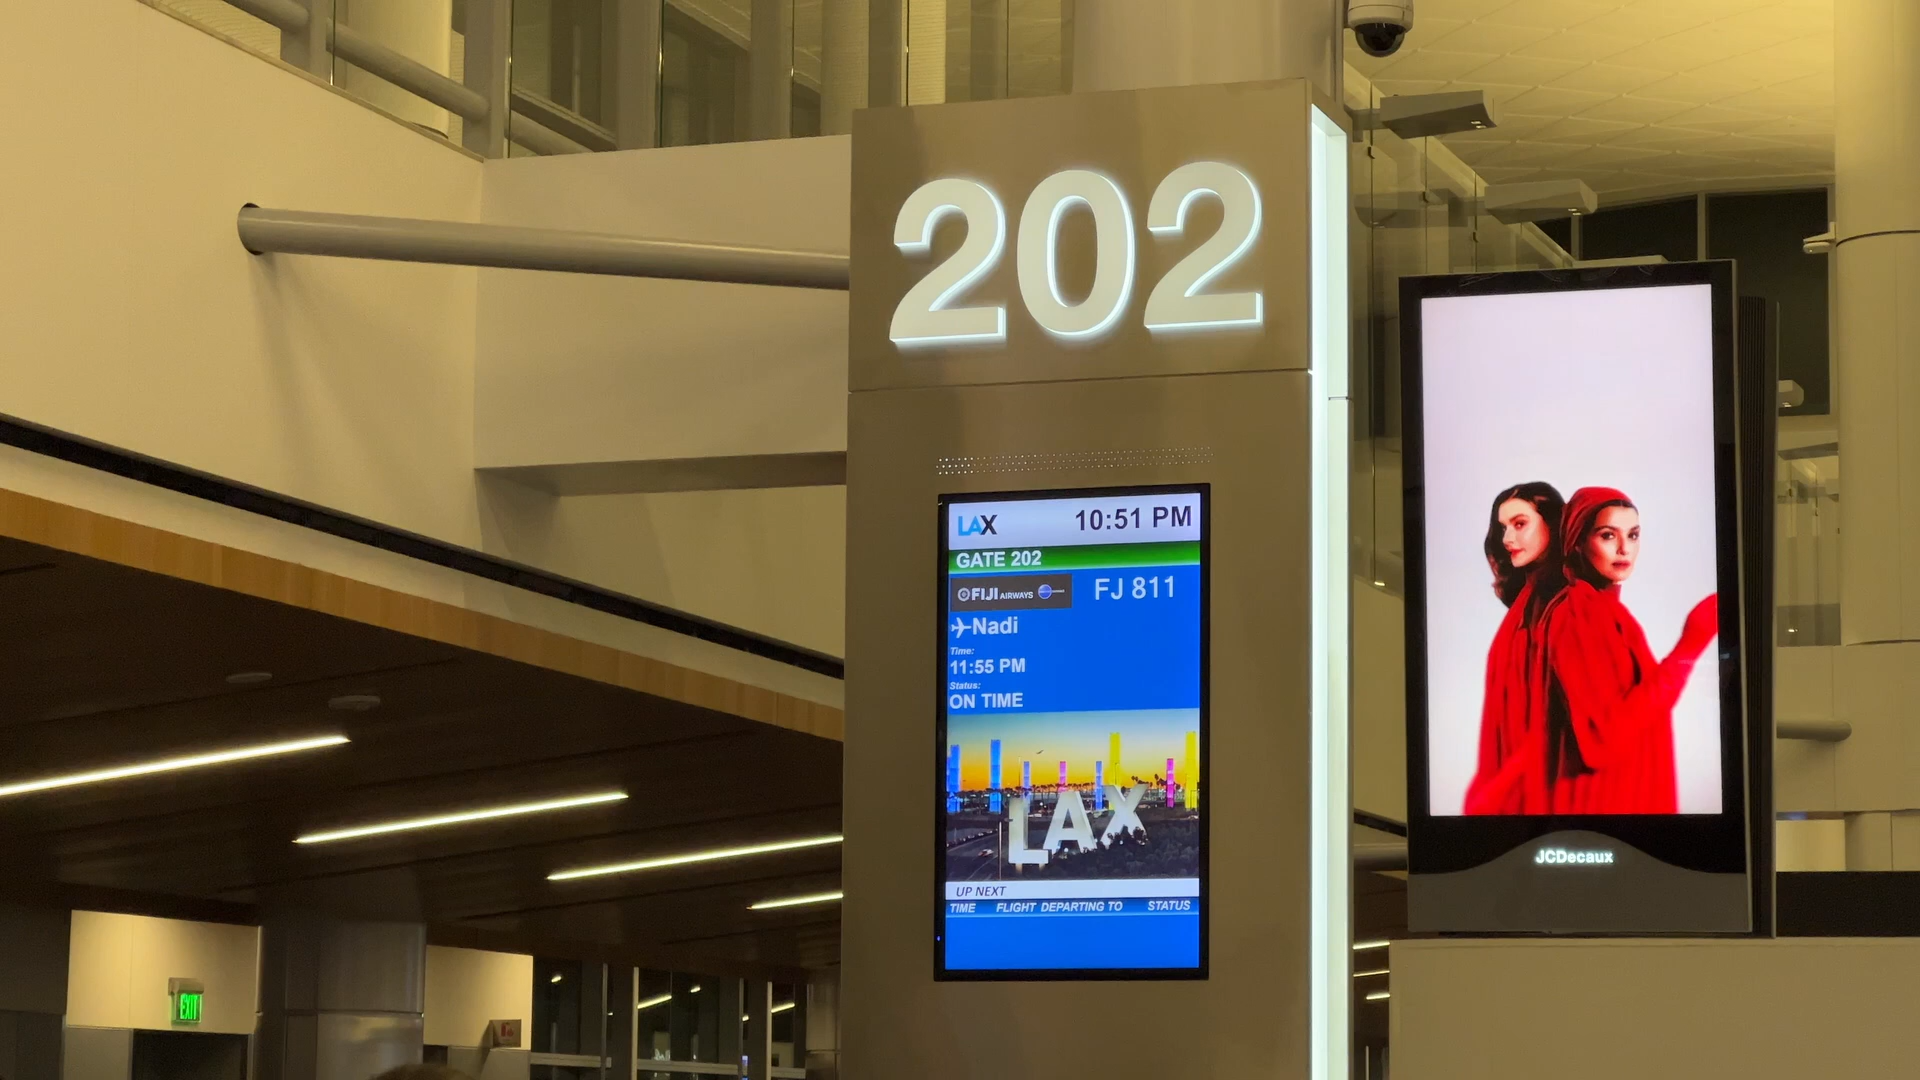 202
LAX 10:51 PM
GATE 202
FIJI AIRWAYS FJ 811
Nadi
Time:
11:55 PM
Status:
ON TIME
LAX
UP NEXT
TIME FLIGHT DEPARTING TO STATUS
JCDecaux
EXIT